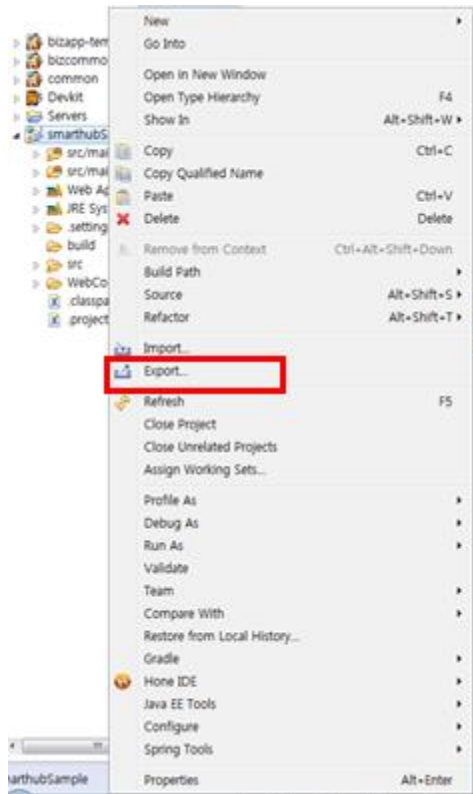 New
Go Into
bizapp-tem
bizcommo
Open in New Window
common
Open Type Hierarchy F4
Devkit
Show In Alt+Shift+W
Servers
smarthubS
Copy Ctrl+C
src/mai
Copy Qualified Name
src/mai
Paste Ctrl+V
Web Ap
Delete Delete
JRE Sys
.setting
Remove from Context Ctrl+Alt+Shift+Down
build
Build Path
src
Source Alt+Shift+S
WebCo
Refactor Alt+Shift+T
.classpa
.project
Import...
Export...
Refresh F5
Close Project
Close Unrelated Projects
Assign Working Sets...
Profile As
Debug As
Run As
Validate
Team
Compare With
Restore from Local History...
Gradle
Hone IDE
Java EE Tools
Configure
Spring Tools
arthubSample
Properties Alt+Enter